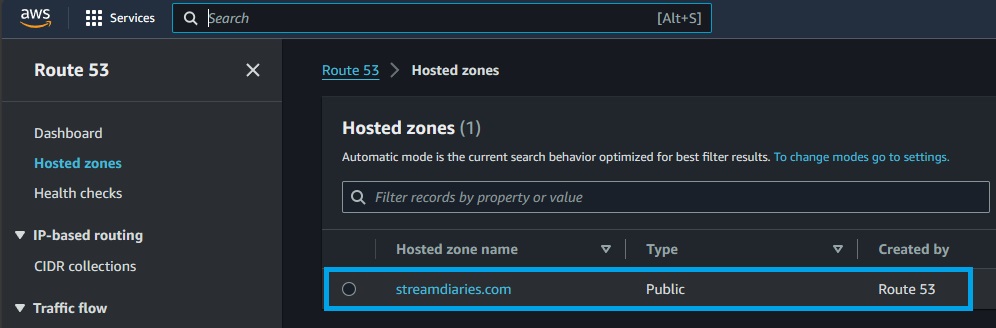 aws
Services
Search [Alt+S]
Route 53
Route 53 > Hosted zones
Dashboard
Hosted zones
Health checks
IP-based routing
CIDR collections
Traffic flow
Hosted zones (1)
Automatic mode is the current search behavior optimized for best filter results. To change modes go to settings.
Filter records by property or value
Hosted zone name Type Created by
streamdiaries.com Public Route 53